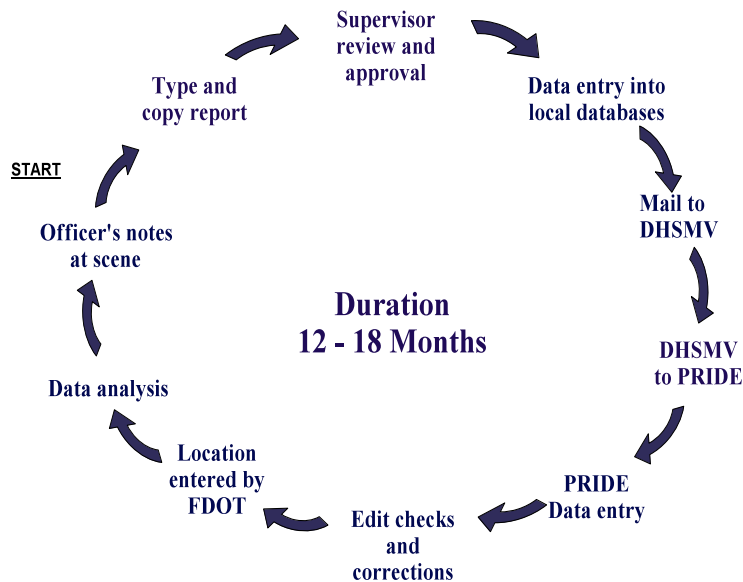 START
Officer's notes
at scene
Type and
copy report
Supervisor
review and
approval
Data entry into
local databases
Mail to
DHSMV
DHSMV
to PRIDE
PRIDE
Data entry
Edit checks
and
corrections
Location
entered by
FDOT
Data analysis
Duration
12 - 18 Months